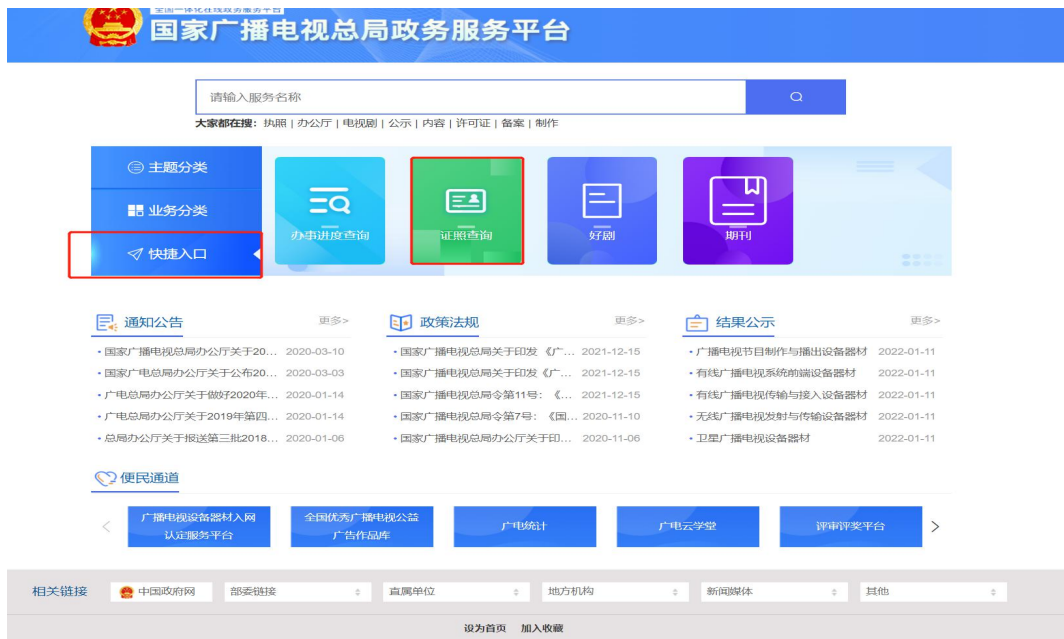 全国一体化在线政务服务平台
国家广播电视总局政务服务平台
请输入服务名称
大家都在搜：执照 | 办公厅 | 电视剧 | 公示 | 内容 | 许可证 | 备案 | 制作
主题分类
业务分类
快捷入口
办事进度查询
证照查询
好剧
期刊
通知公告 更多>
• 国家广播电视总局办公厅关于20... 2020-03-10
• 国家广电总局办公厅关于公布20... 2020-03-03
• 广电总局办公厅关于做好2020年... 2020-01-14
• 广电总局办公厅关于2019年第四... 2020-01-14
• 总局办公厅关于报送第三批2018... 2020-01-06
政策法规 更多>
• 国家广播电视总局关于印发 《广... 2021-12-15
• 国家广播电视总局关于印发《广... 2021-12-15
• 国家广播电视总局令第11号： 《... 2021-12-15
• 国家广播电视总局令第7号： 《国... 2020-11-10
• 国家广播电视总局办公厅关于印... 2020-11-06
结果公示 更多>
• 广播电视节目制作与播出设备器材 2022-01-11
• 有线广播电视系统前端设备器材 2022-01-11
• 有线广播电视传输与接入设备器材 2022-01-11
• 无线广播电视发射与传输设备器材 2022-01-11
• 卫星广播电视设备器材 2022-01-11
便民通道
广播电视设备器材入网
认定服务平台
全国优秀广播电视公益
广告作品库
广电统计
广电云学堂
评审评奖平台
相关链接 中国政府网 部委链接 直属单位 地方机构 新闻媒体 其他
设为首页 加入收藏